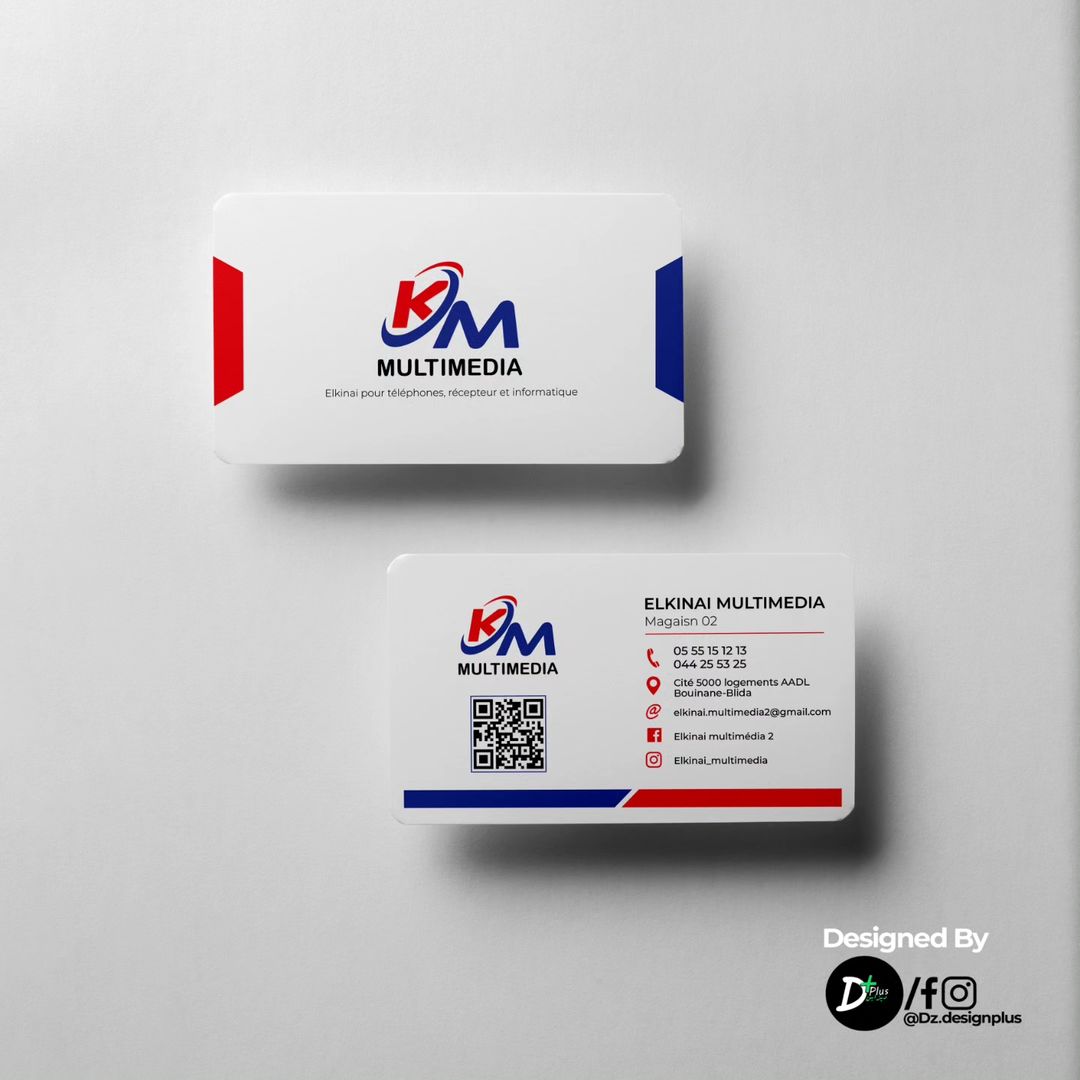 KM
MULTIMEDIA
Elkinai pour téléphones, récepteur et informatique
KM
MULTIMEDIA
ELKINAI MULTIMEDIA
Magaisn 02
05 55 15 12 13
044 25 53 25
Cité 5000 logements AADL
Bouinane-Blida
elkinai.multimedia2@gmail.com
Elkinai multimédia 2
Elkinai_multimedia
Designed By
D+ Plus
@Dz.designplus